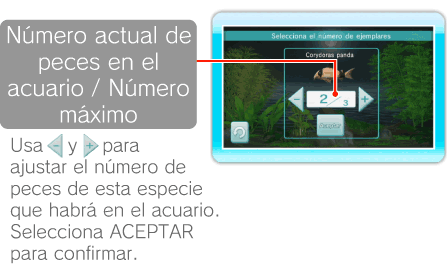 Número actual de
peces en el
acuario / Número
máximo
Selecciona el número de ejemplares
Corydoras panda
- 2/3 +
Aceptar
Usa - y + para
ajustar el número de
peces de esta especie
que habrá en el acuario.
Selecciona ACEPTAR
para confirmar.